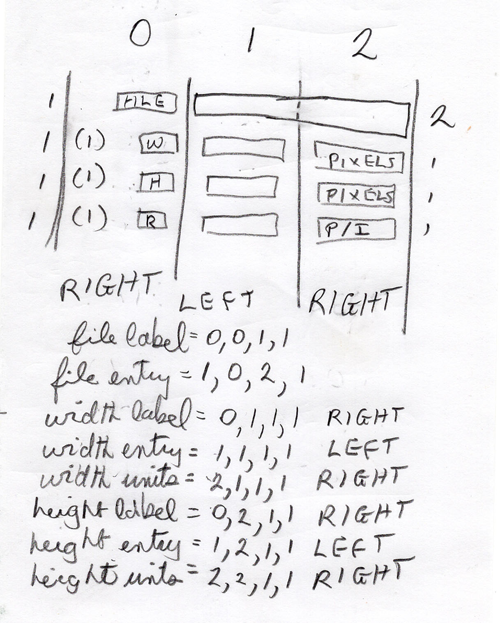 0 1 2
1 FILE 2
1 (1) W PIXELS 1
1 (1) H PIXELS 1
1 (1) R P/I 1
RIGHT LEFT RIGHT
file label = 0,0,1,1
file entry = 1,0,2,1
width label = 0,1,1,1 RIGHT
width entry = 1,1,1,1 LEFT
width units = 2,1,1,1 RIGHT
height label = 0,2,1,1 RIGHT
height entry = 1,2,1,1 LEFT
height units = 2,2,1,1 RIGHT